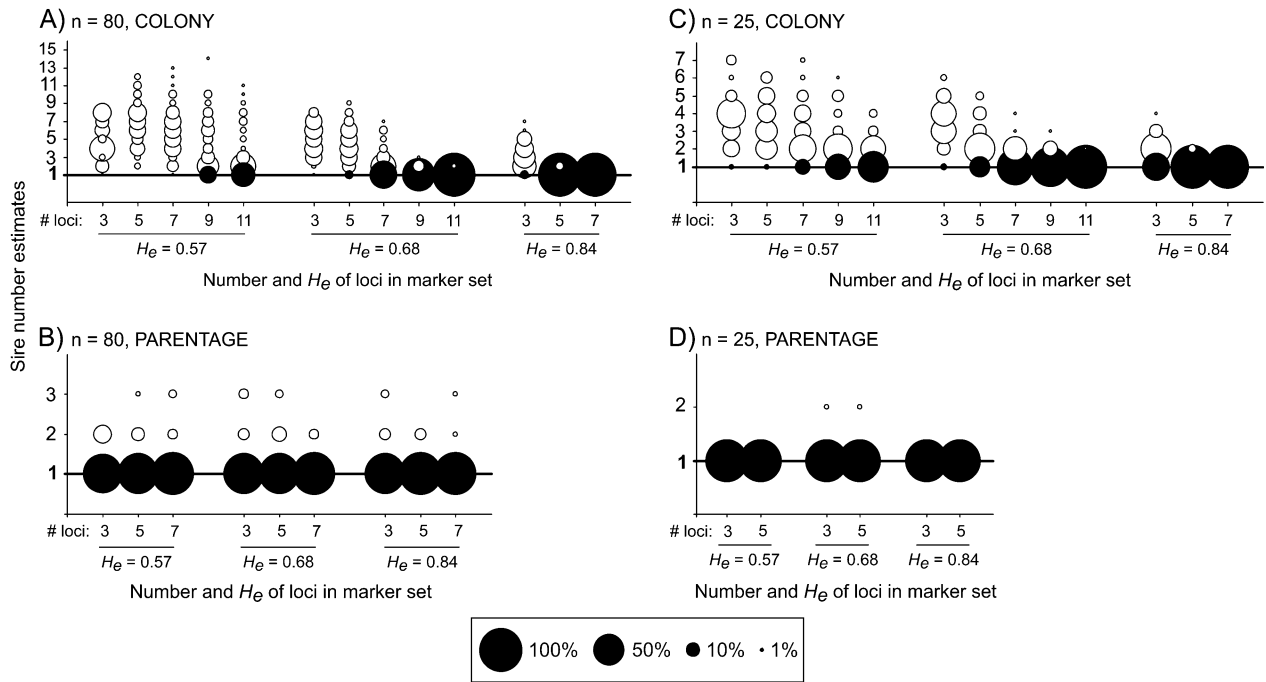 A) n = 80, COLONY
15
13
11
9
7
5
3
1
# loci: 3 5 7 9 11 3 5 7 9 11 3 5 7
He = 0.57 He = 0.68 He = 0.84
Number and He of loci in marker set
C) n = 25, COLONY
7
6
5
4
3
2
1
# loci: 3 5 7 9 11 3 5 7 9 11 3 5 7
He = 0.57 He = 0.68 He = 0.84
Number and He of loci in marker set
Sire number estimates
B) n = 80, PARENTAGE
3
2
1
# loci: 3 5 7 3 5 7 3 5 7
He = 0.57 He = 0.68 He = 0.84
Number and He of loci in marker set
D) n = 25, PARENTAGE
2
1
# loci: 3 5 3 5 3 5
He = 0.57 He = 0.68 He = 0.84
Number and He of loci in marker set
100% 50% 10% 1%